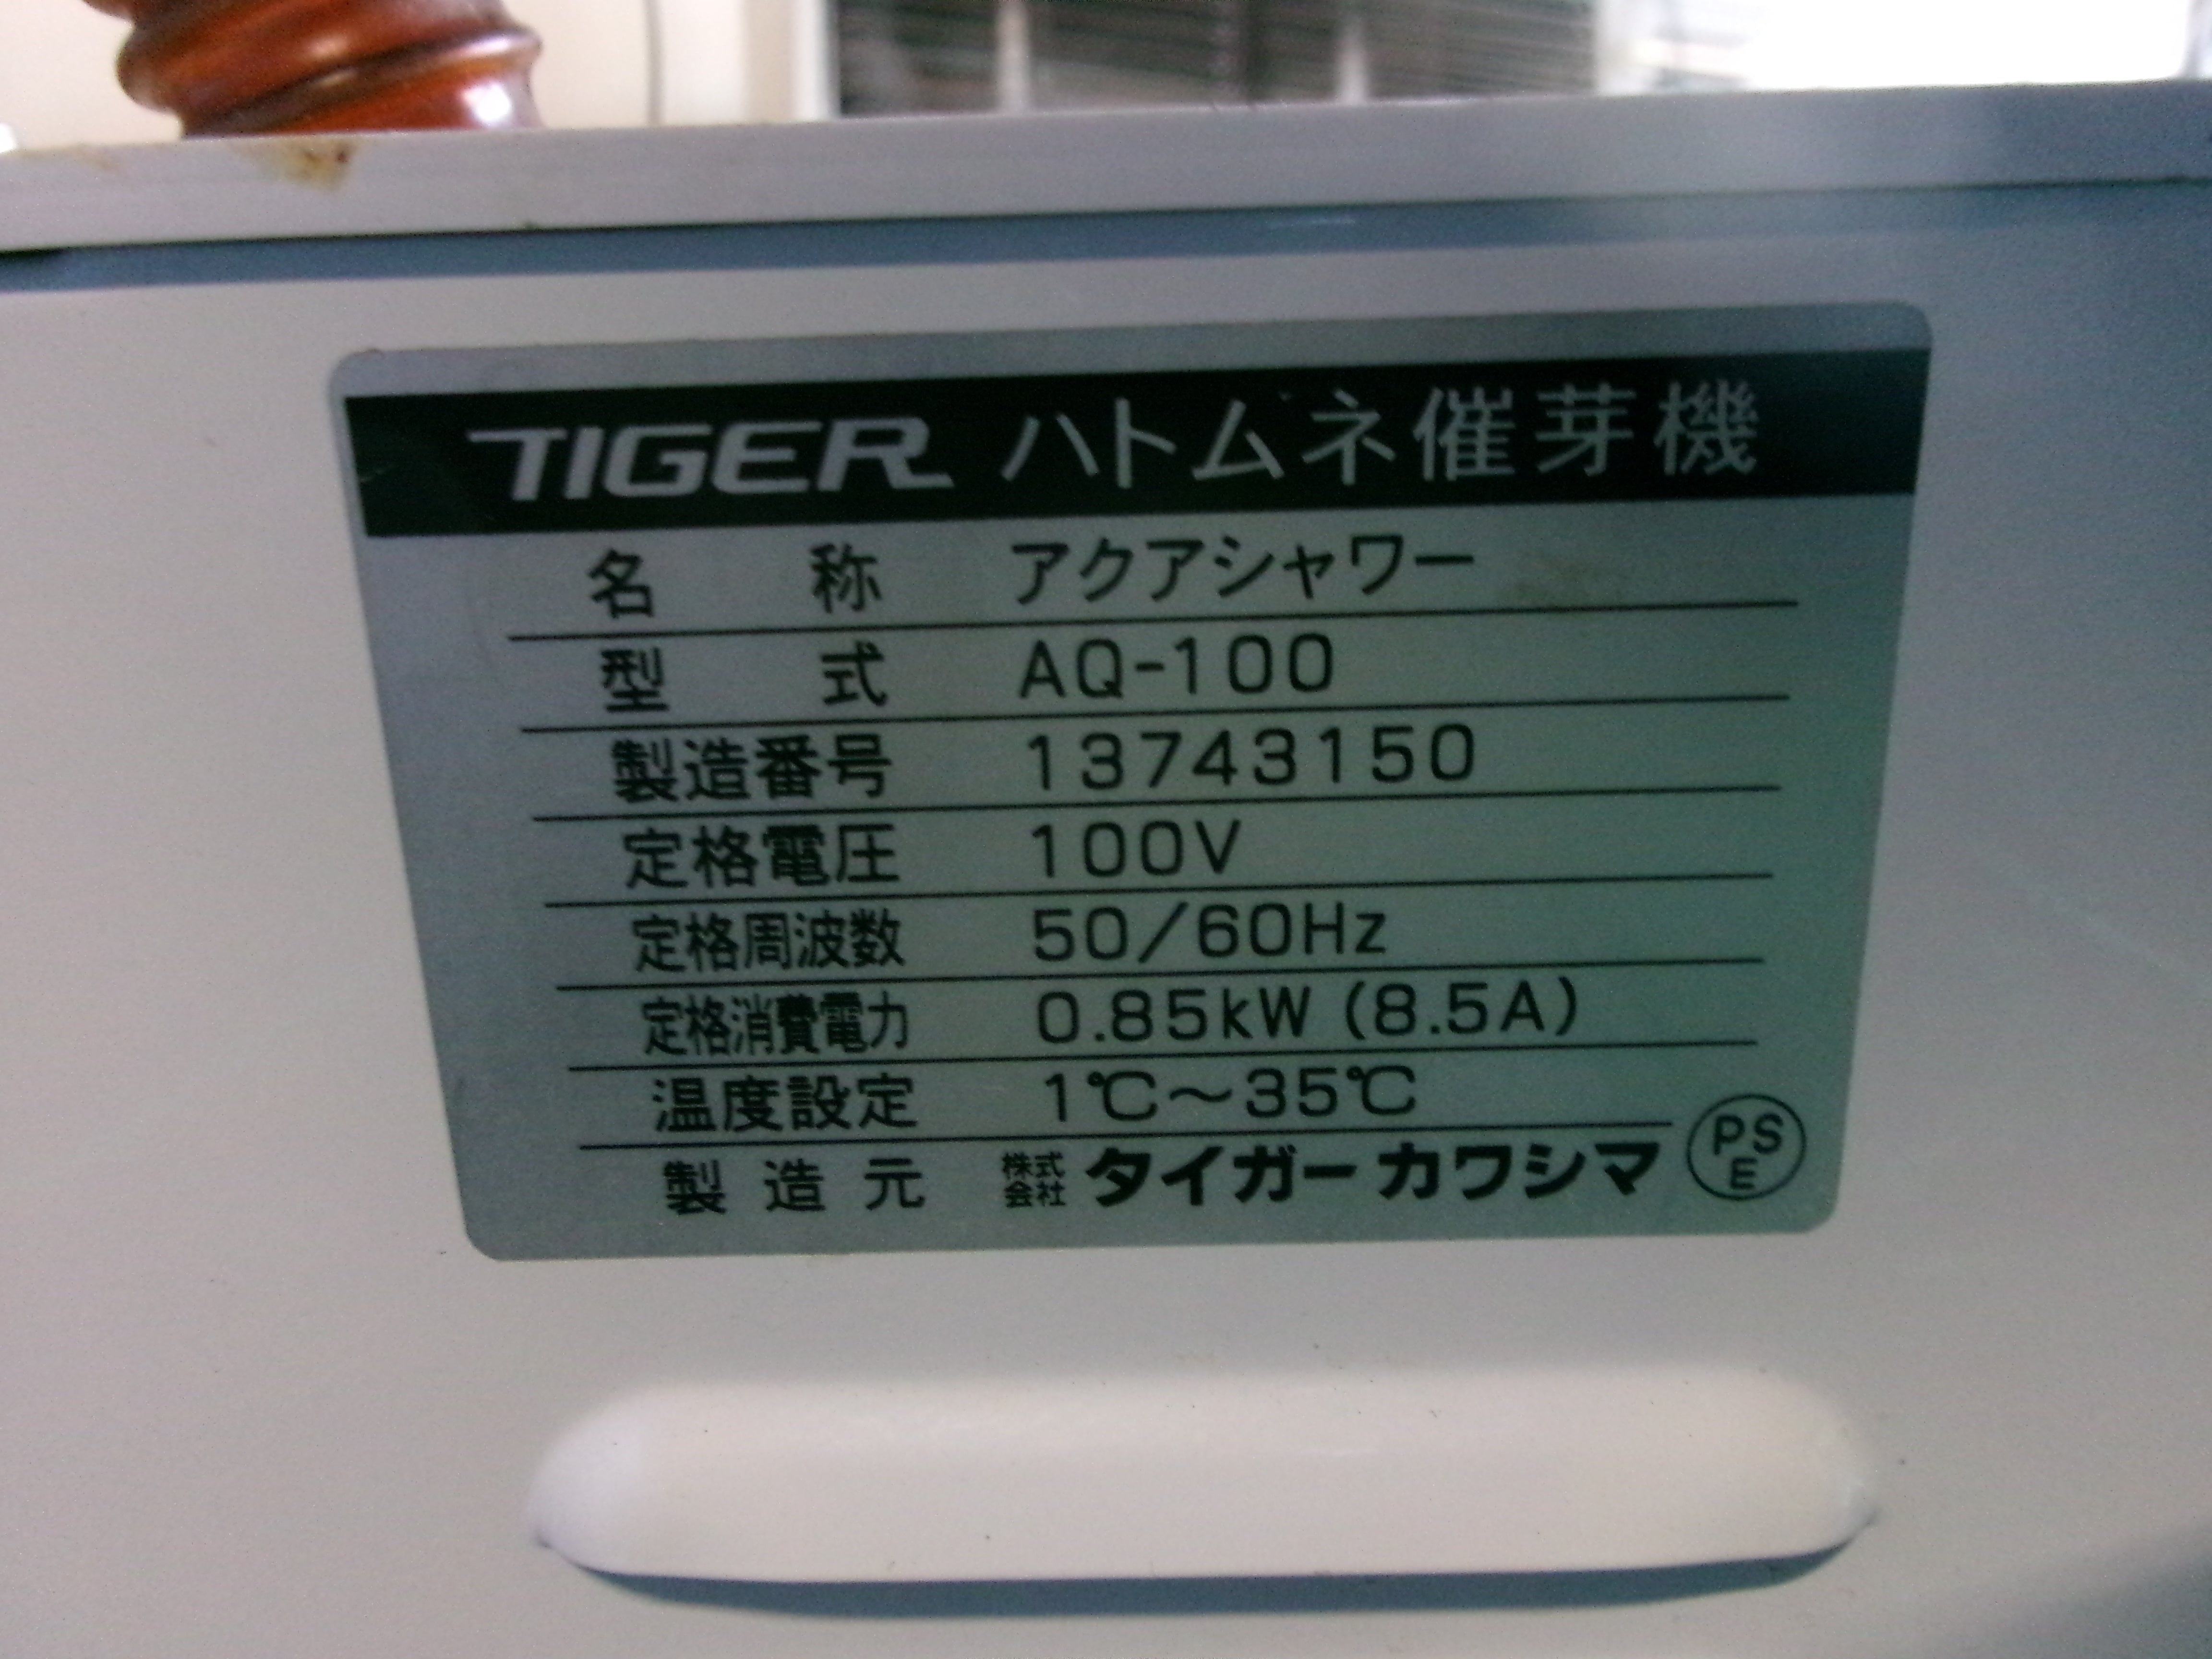 TIGER ハトムネ催芽機
名称 アクアシャワー
型式 AQ-100
製造番号 13743150
定格電圧 100V
定格周波数 50/60Hz
定格消費電力 0.85kW (8.5A)
温度設定 1℃～35℃
製造元 株式会社 タイガーカワシマ PSE